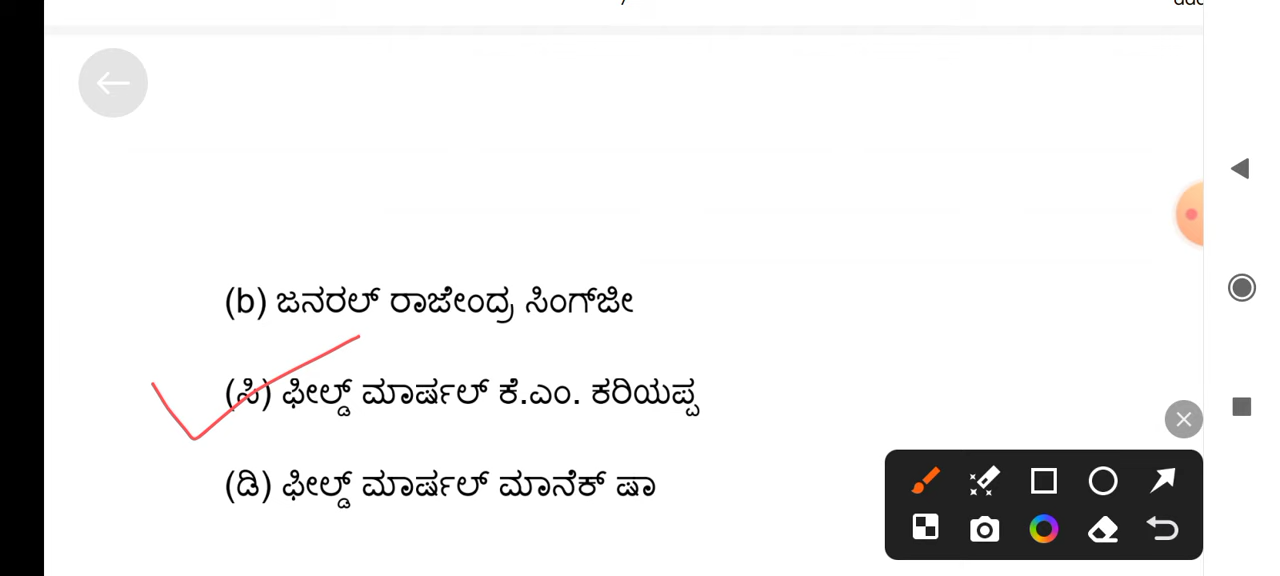 (b) ಜನರಲ್ ರಾಜೇಂದ್ರ ಸಿಂಗ್‌ಜೀ
(ಸಿ) ಫೀಲ್ಡ್ ಮಾರ್ಷಲ್ ಕೆ.ಎಂ. ಕರಿಯಪ್ಪ
(ಡಿ) ಫೀಲ್ಡ್ ಮಾರ್ಷಲ್ ಮಾನೆಕ್ ಷಾ